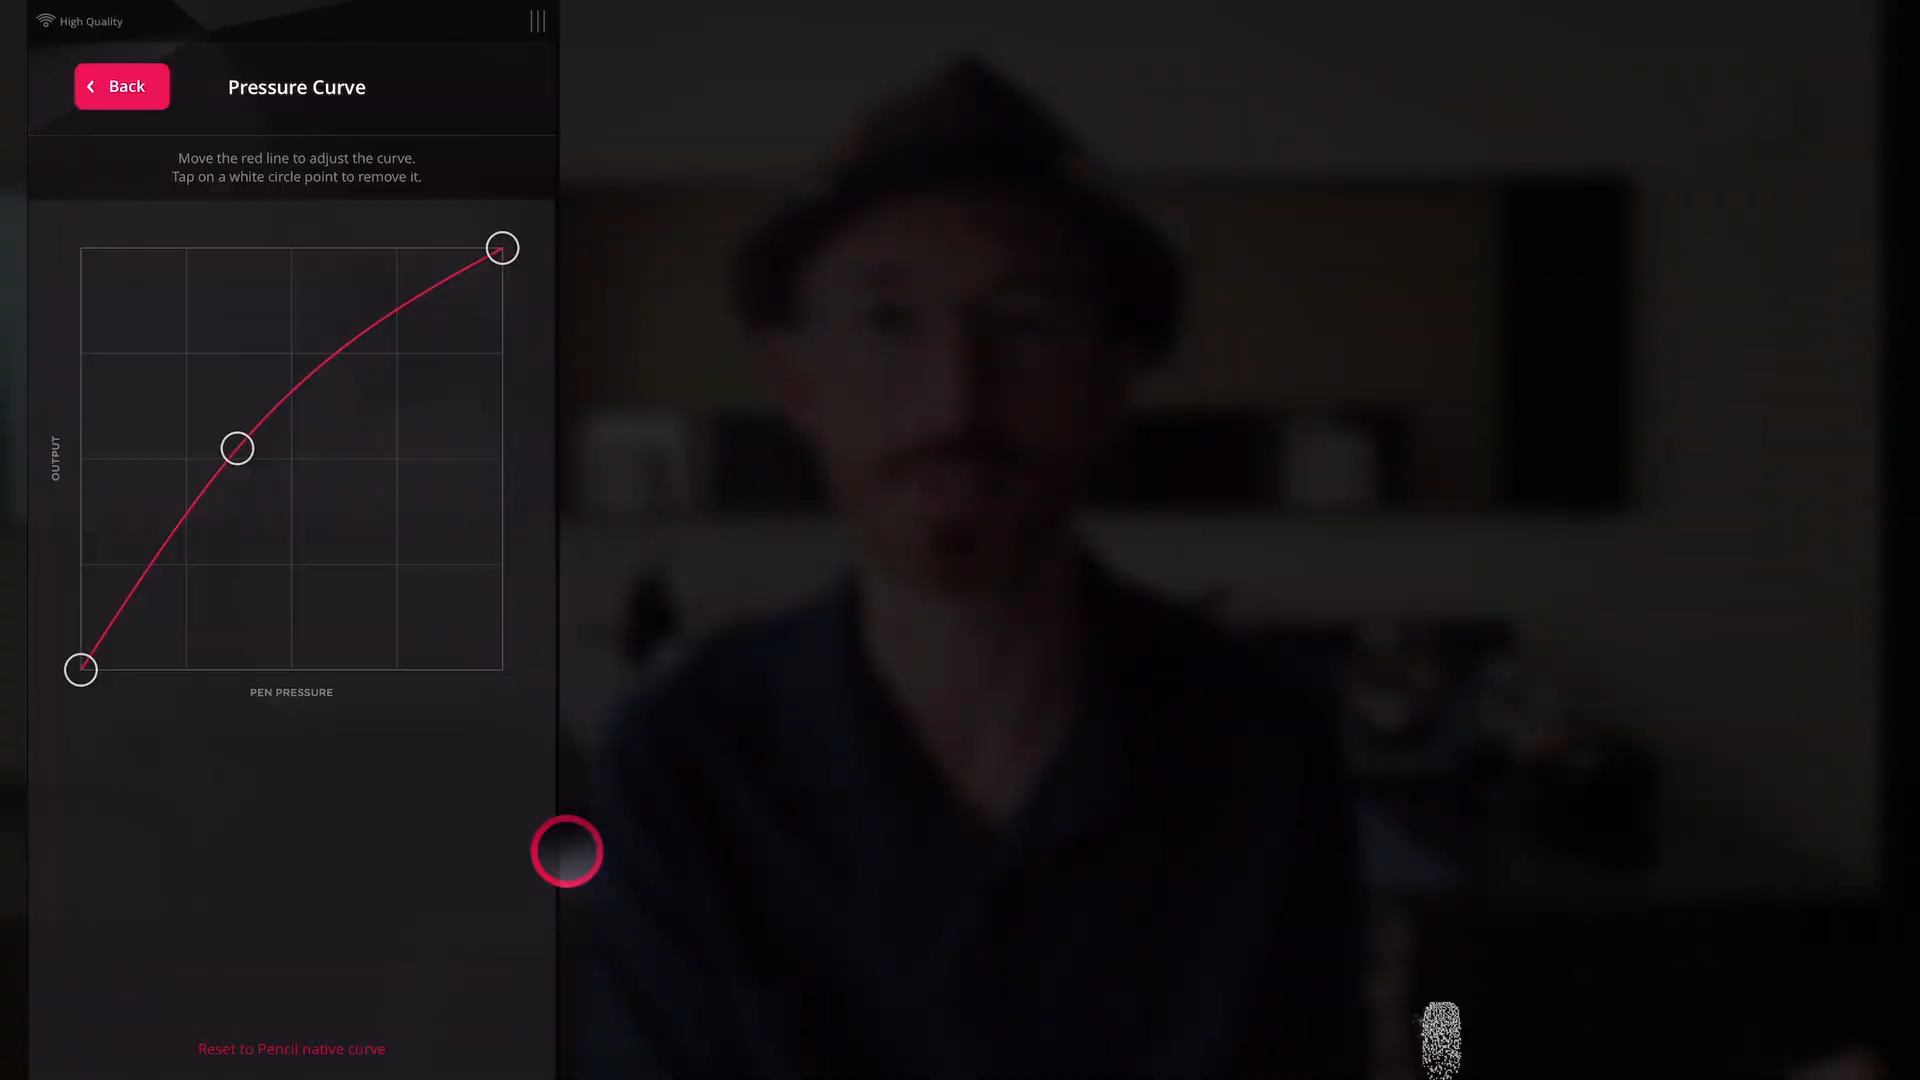 High Quality
Back
Pressure Curve
Move the red line to adjust the curve.
Tap on a white circle point to remove it.
OUTPUT
PEN PRESSURE
Reset to Pencil native curve